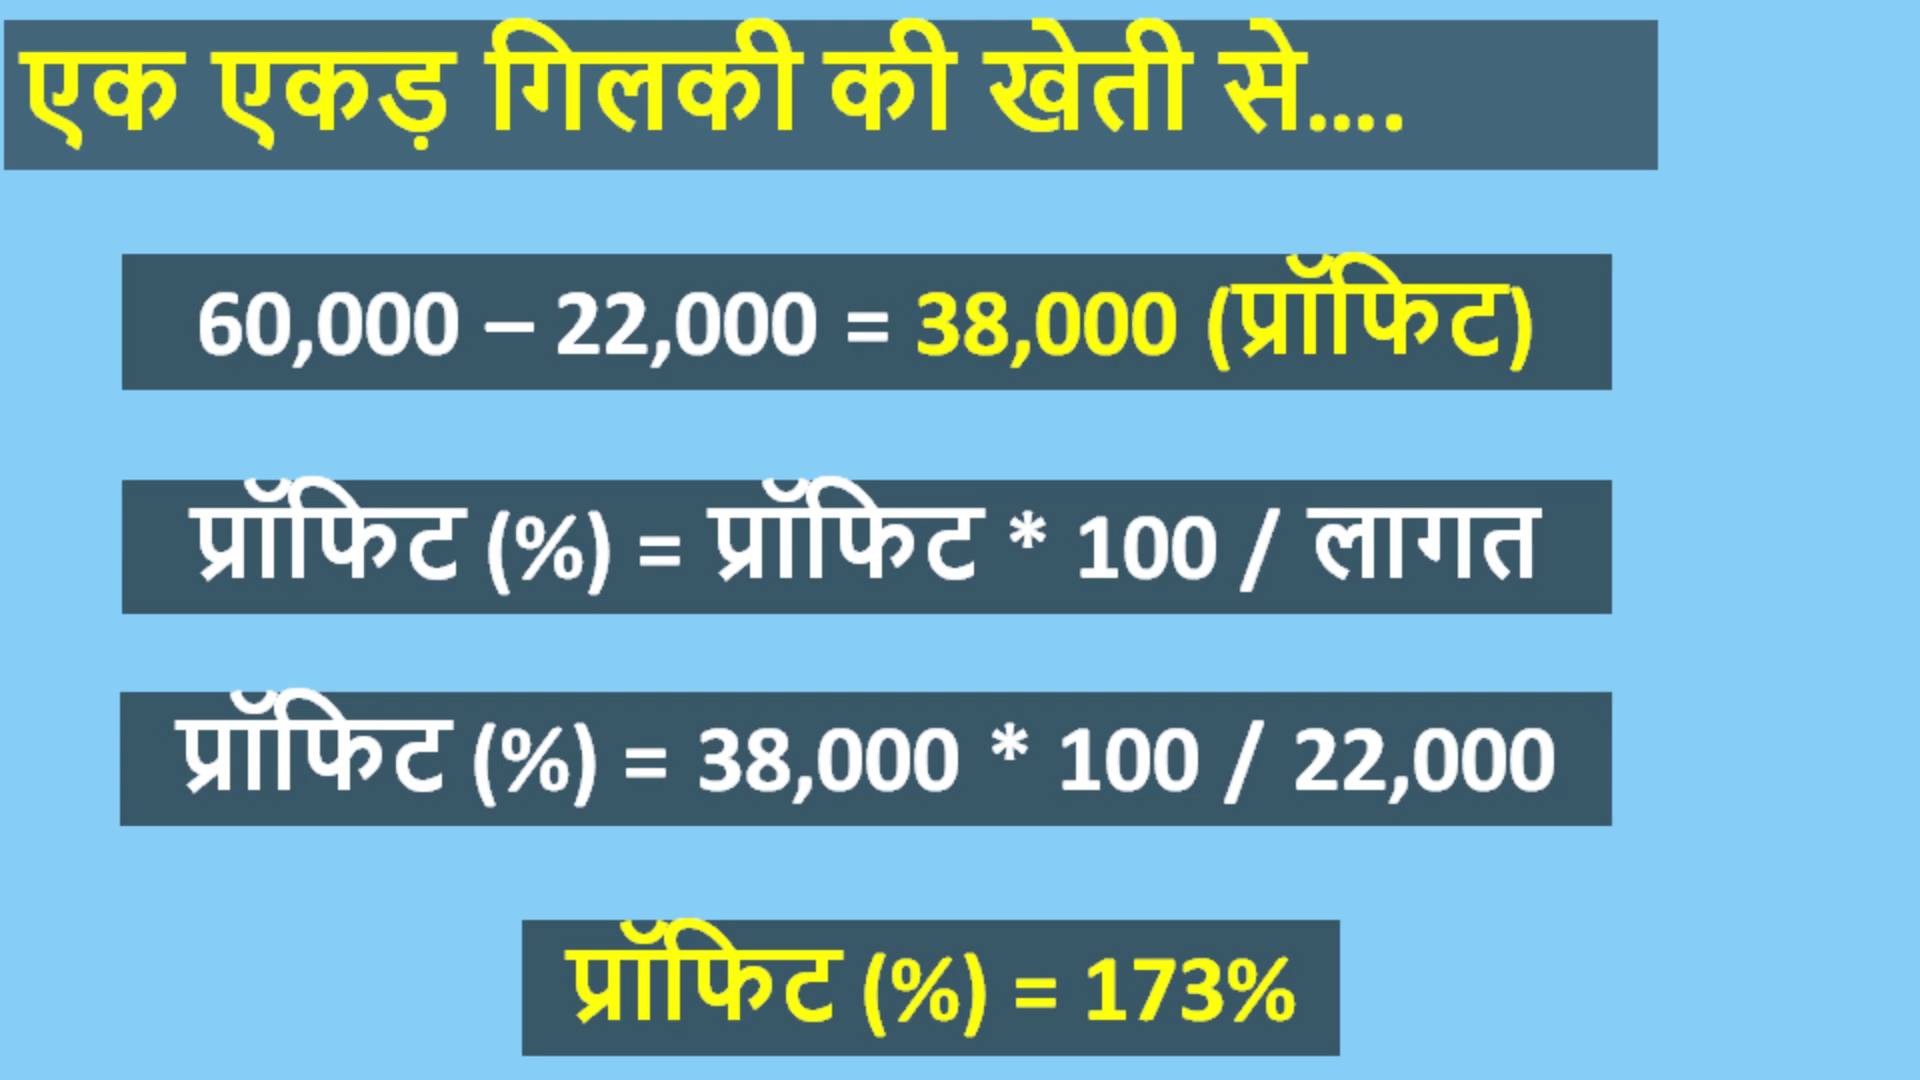 एक एकड़ गिलकी की खेती से....
60,000 – 22,000 = 38,000 (प्रॉफिट)
प्रॉफिट (%) = प्रॉफिट * 100 / लागत
प्रॉफिट (%) = 38,000 * 100 / 22,000
प्रॉफिट (%) = 173%